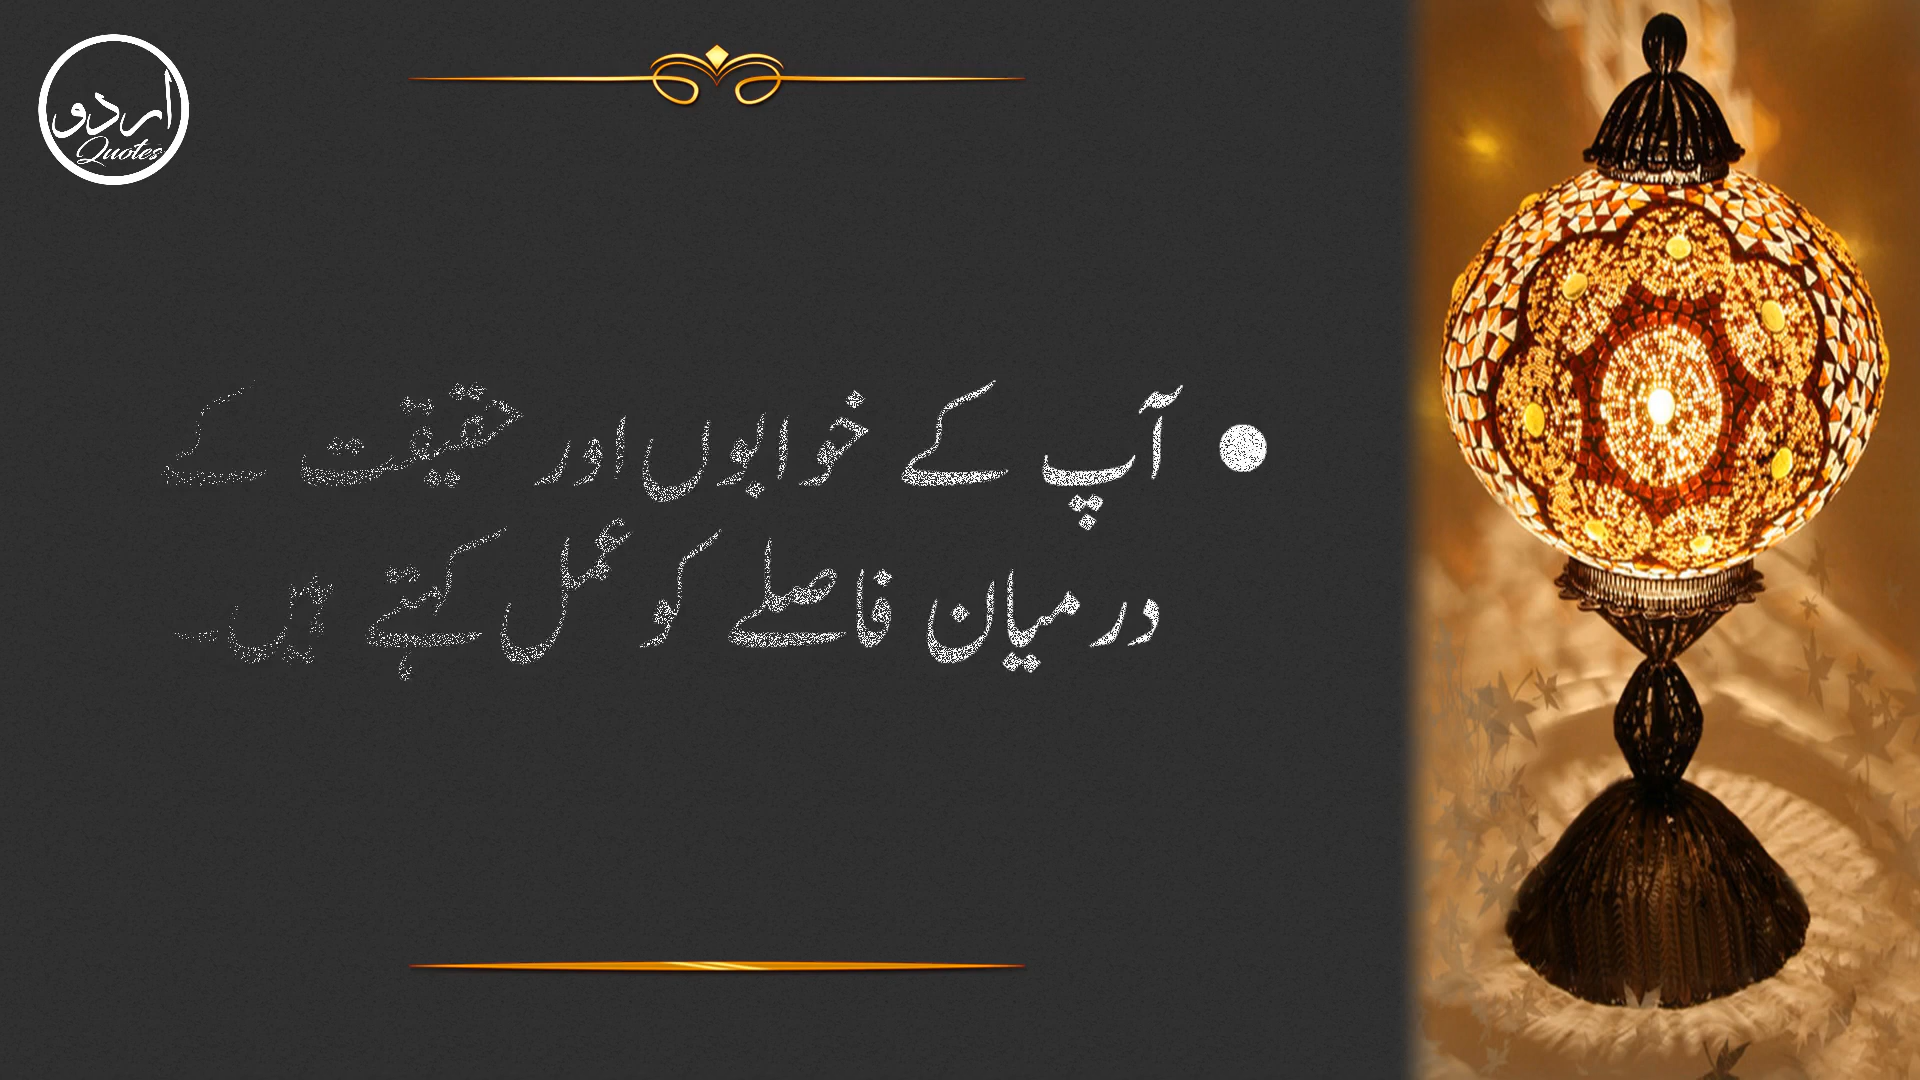 اردو
Quotes
● آپ کے خوابوں اور حقیقت کے
درمیان فاصلے کو عمل کہتے ہیں۔